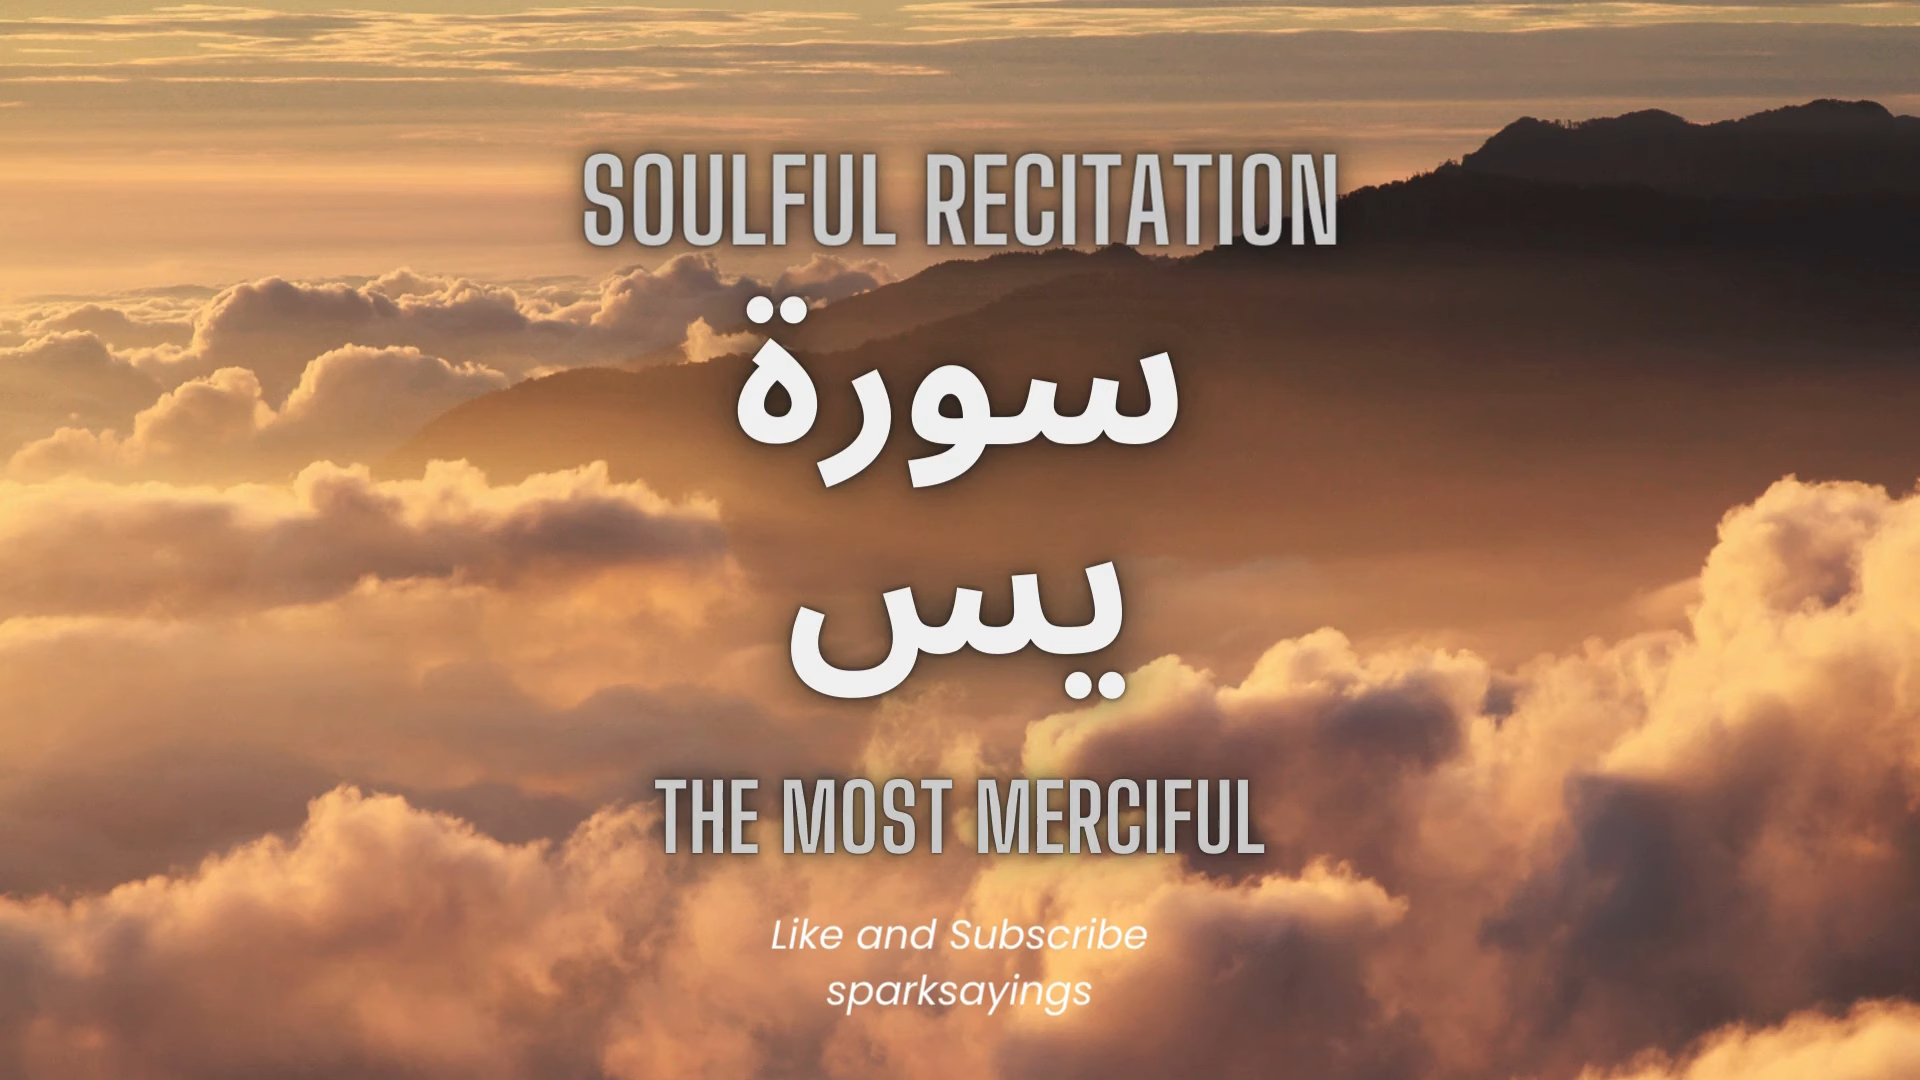 SOULFUL RECITATION
سورة
يس
THE MOST MERCIFUL
Like and Subscribe
sparksayings